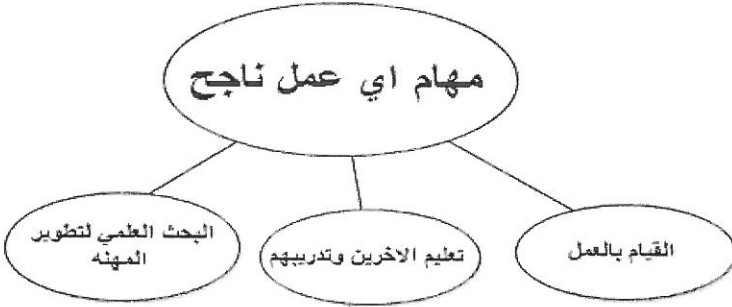 مهام اي عمل ناجح
القيام بالعمل
تعليم الاخرين وتدريبهم
البحث العلمي لتطوير
المهنه